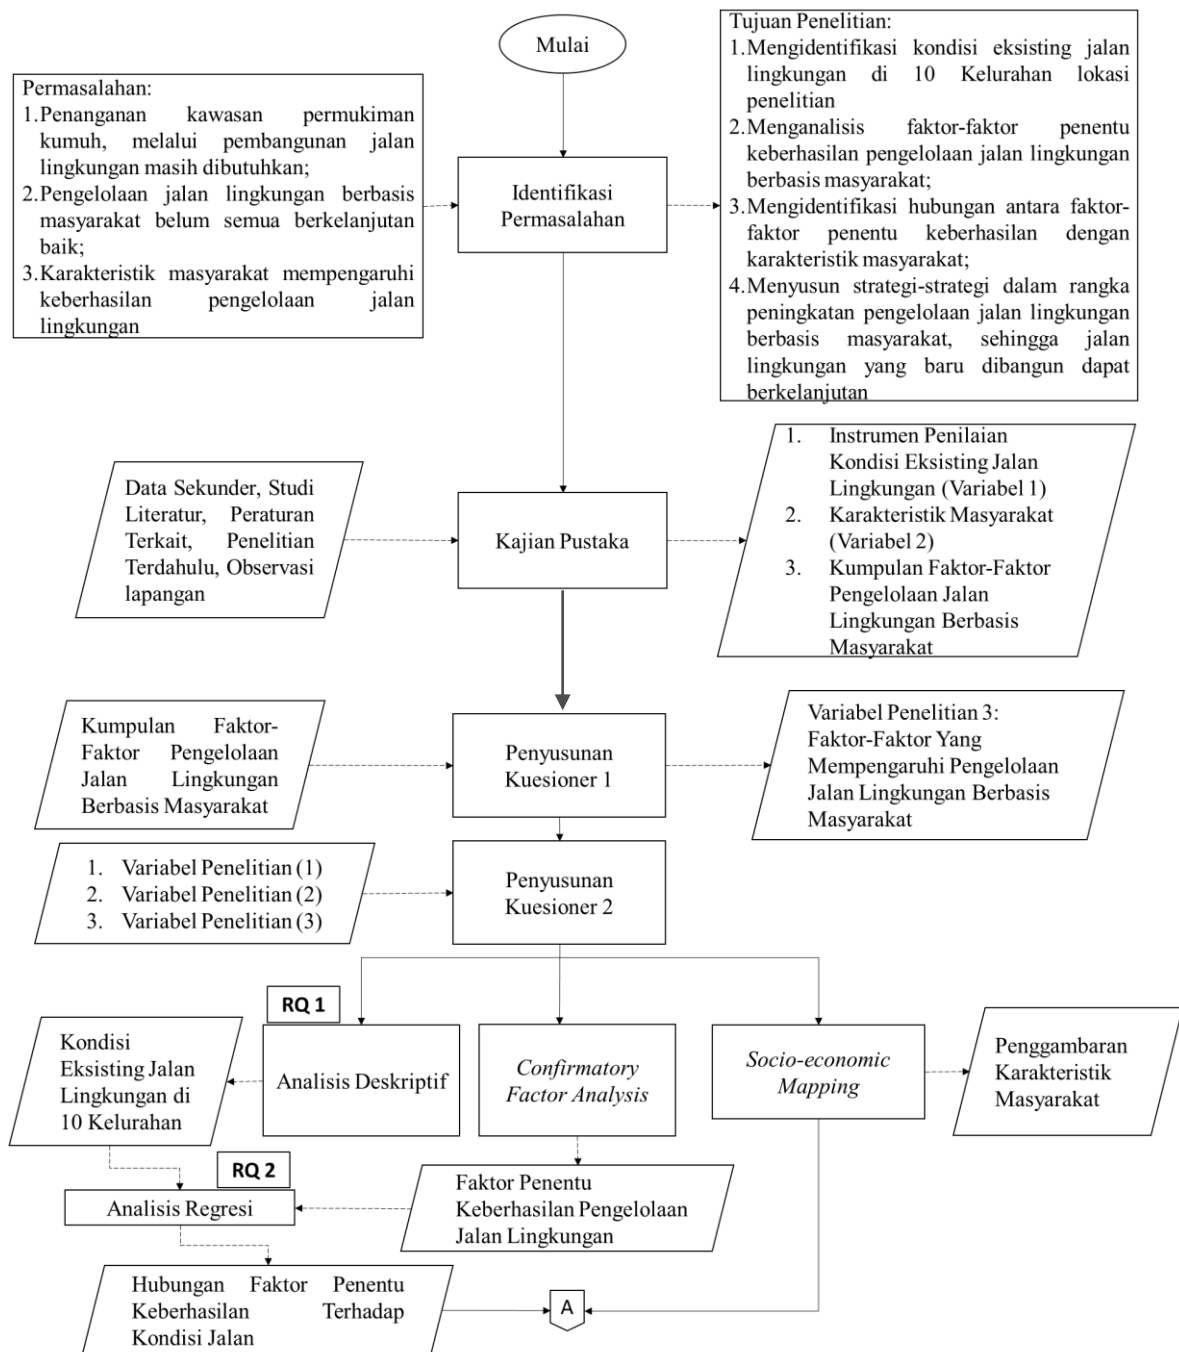 Mulai
Permasalahan:
1.Penanganan kawasan permukiman
kumuh, melalui pembangunan jalan
lingkungan masih dibutuhkan;
2.Pengelolaan jalan lingkungan berbasis
masyarakat belum semua berkelanjutan
baik;
3.Karakteristik masyarakat mempengaruhi
keberhasilan pengelolaan jalan
lingkungan
Identifikasi
Permasalahan
Tujuan Penelitian:
1.Mengidentifikasi kondisi eksisting jalan
lingkungan di 10 Kelurahan lokasi
penelitian
2.Menganalisis faktor-faktor penentu
keberhasilan pengelolaan jalan lingkungan
berbasis masyarakat;
3.Mengidentifikasi hubungan antara faktor-
faktor penentu keberhasilan dengan
karakteristik masyarakat;
4.Menyusun strategi-strategi dalam rangka
peningkatan pengelolaan jalan lingkungan
berbasis masyarakat, sehingga jalan
lingkungan yang baru dibangun dapat
berkelanjutan
Data Sekunder, Studi
Literatur, Peraturan
Terkait, Penelitian
Terdahulu, Observasi
lapangan
Kajian Pustaka
1. Instrumen Penilaian
Kondisi Eksisting Jalan
Lingkungan (Variabel 1)
2. Karakteristik Masyarakat
(Variabel 2)
3. Kumpulan Faktor-Faktor
Pengelolaan Jalan
Lingkungan Berbasis
Masyarakat
Kumpulan Faktor-
Faktor Pengelolaan
Jalan Lingkungan
Berbasis Masyarakat
Penyusunan
Kuesioner 1
Variabel Penelitian 3:
Faktor-Faktor Yang
Mempengaruhi Pengelolaan
Jalan Lingkungan Berbasis
Masyarakat
1. Variabel Penelitian (1)
2. Variabel Penelitian (2)
3. Variabel Penelitian (3)
Penyusunan
Kuesioner 2
RQ 1
Kondisi
Eksisting Jalan
Lingkungan di
10 Kelurahan
Analisis Deskriptif
Confirmatory
Factor Analysis
Socio-economic
Mapping
Penggambaran
Karakteristik
Masyarakat
RQ 2
Analisis Regresi
Faktor Penentu
Keberhasilan Pengelolaan
Jalan Lingkungan
Hubungan Faktor Penentu
Keberhasilan Terhadap
Kondisi Jalan
A